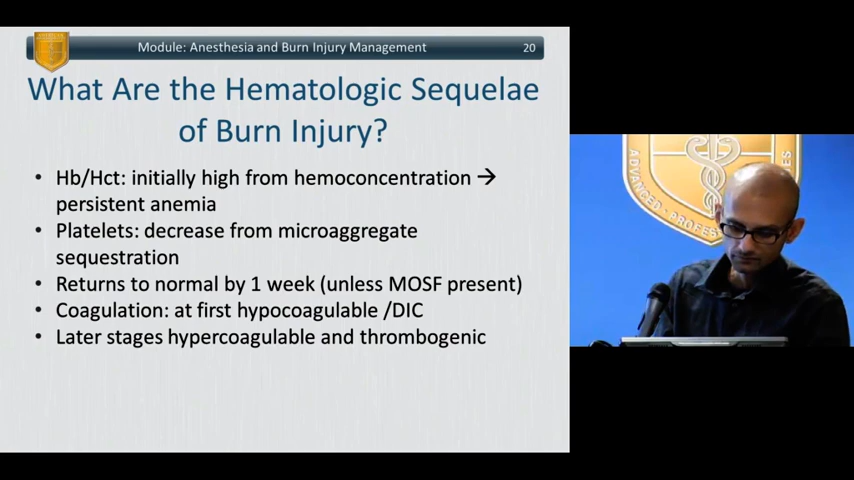 Module: Anesthesia and Burn Injury Management 20
What Are the Hematologic Sequelae
of Burn Injury?
• Hb/Hct: initially high from hemoconcentration →
persistent anemia
• Platelets: decrease from microaggregate
sequestration
• Returns to normal by 1 week (unless MOSF present)
• Coagulation: at first hypocoagulable /DIC
• Later stages hypercoagulable and thrombogenic
ADVANCED
PROFES